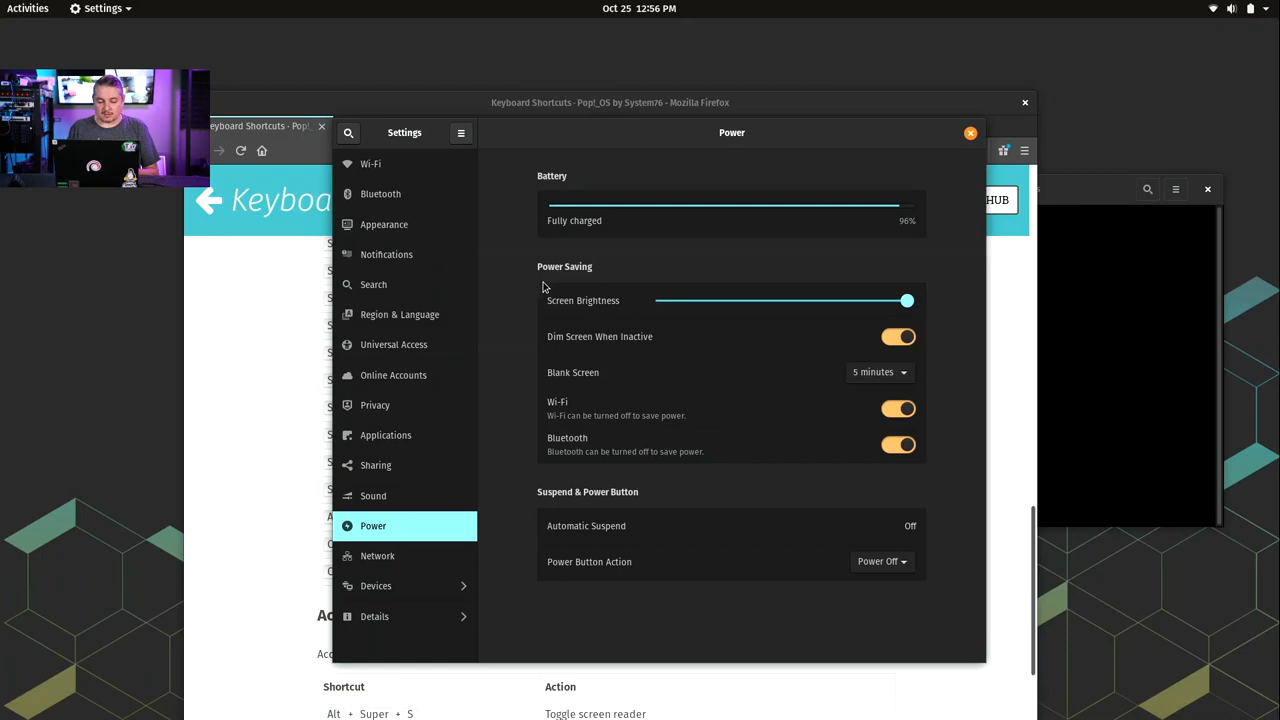 Activities
Settings
Oct 25 12:56 PM
Keyboard Shortcuts · Pop!_OS by System76 - Mozilla Firefox
eyboard Shortcuts · Pop!_
Keyboa
HUB
Settings
Power
Wi-Fi
Bluetooth
Appearance
Notifications
Search
Region & Language
Universal Access
Online Accounts
Privacy
Applications
Sharing
Sound
Power
Network
Devices
Details
Battery
Fully charged
96%
Power Saving
Screen Brightness
Dim Screen When Inactive
Blank Screen
5 minutes
Wi-Fi
Wi-Fi can be turned off to save power.
Bluetooth
Bluetooth can be turned off to save power.
Suspend & Power Button
Automatic Suspend
Off
Power Button Action
Power Off
Shortcut
Action
Alt + Super + S
Toggle screen reader